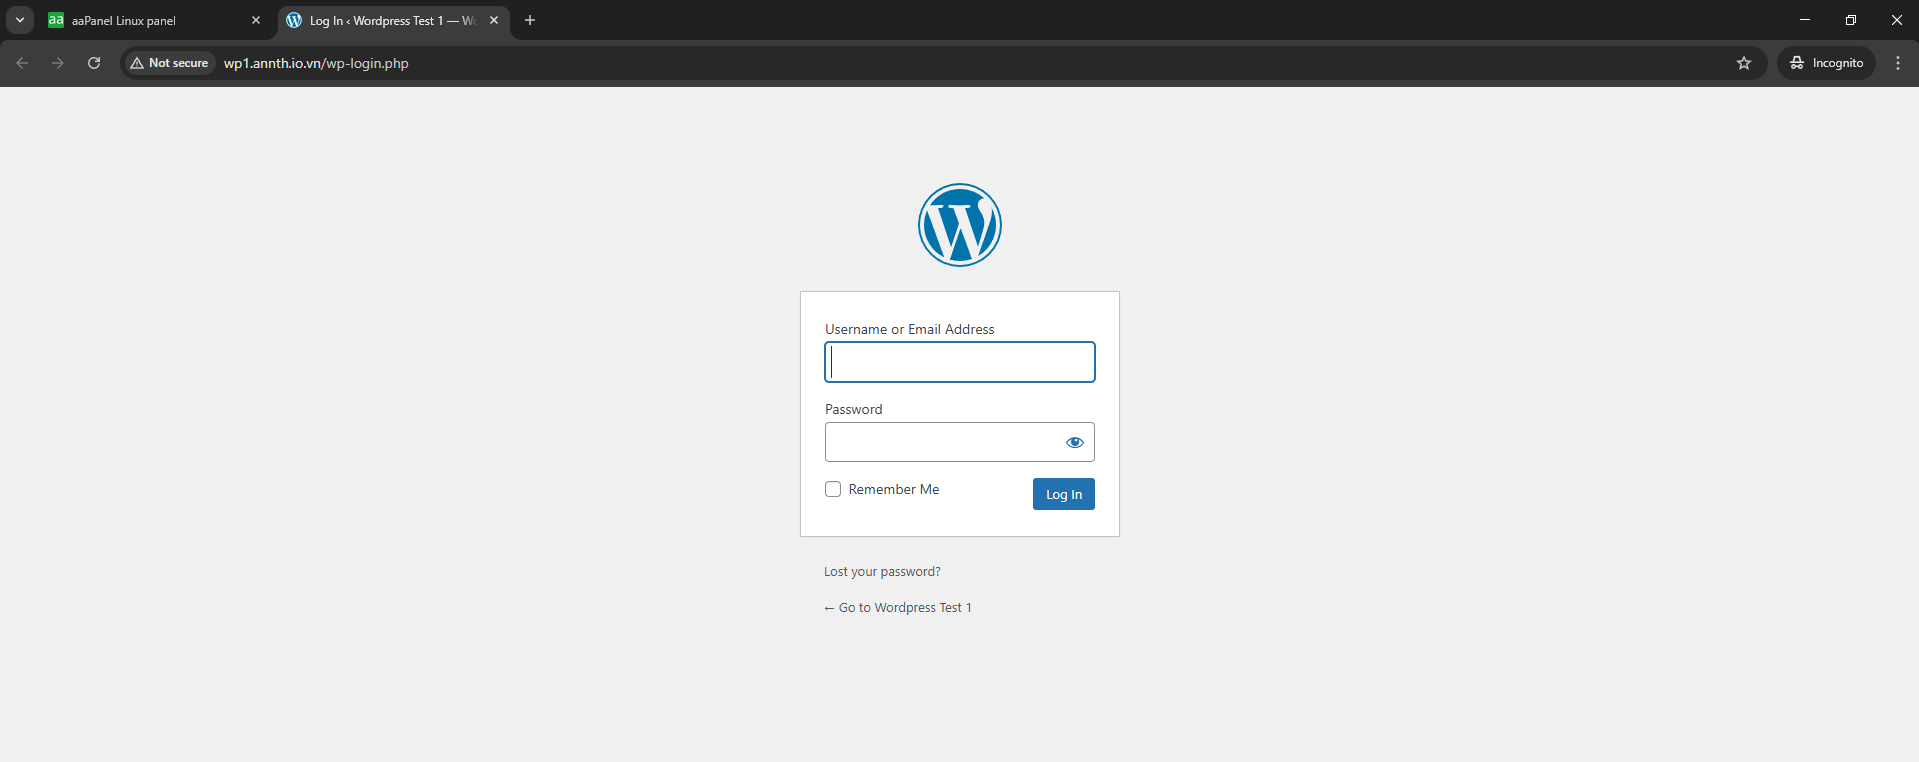 aa aaPanel Linux panel
Log In ‹ Wordpress Test 1 — Wo
Not secure
wp1.annth.io.vn/wp-login.php
Incognito
Username or Email Address
Password
Remember Me
Log In
Lost your password?
← Go to Wordpress Test 1